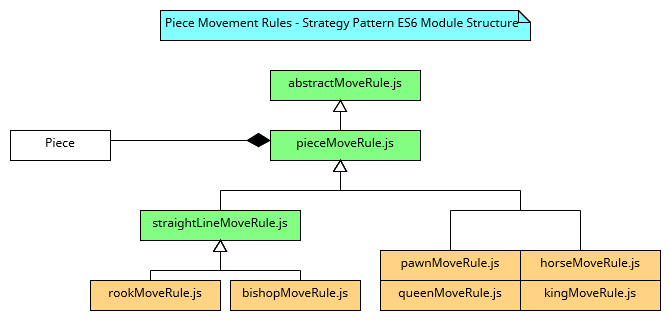 Piece Movement Rules - Strategy Pattern ES6 Module Structure
abstractMoveRule.js
Piece
pieceMoveRule.js
straightLineMoveRule.js
pawnMoveRule.js
horseMoveRule.js
rookMoveRule.js
bishopMoveRule.js
queenMoveRule.js
kingMoveRule.js